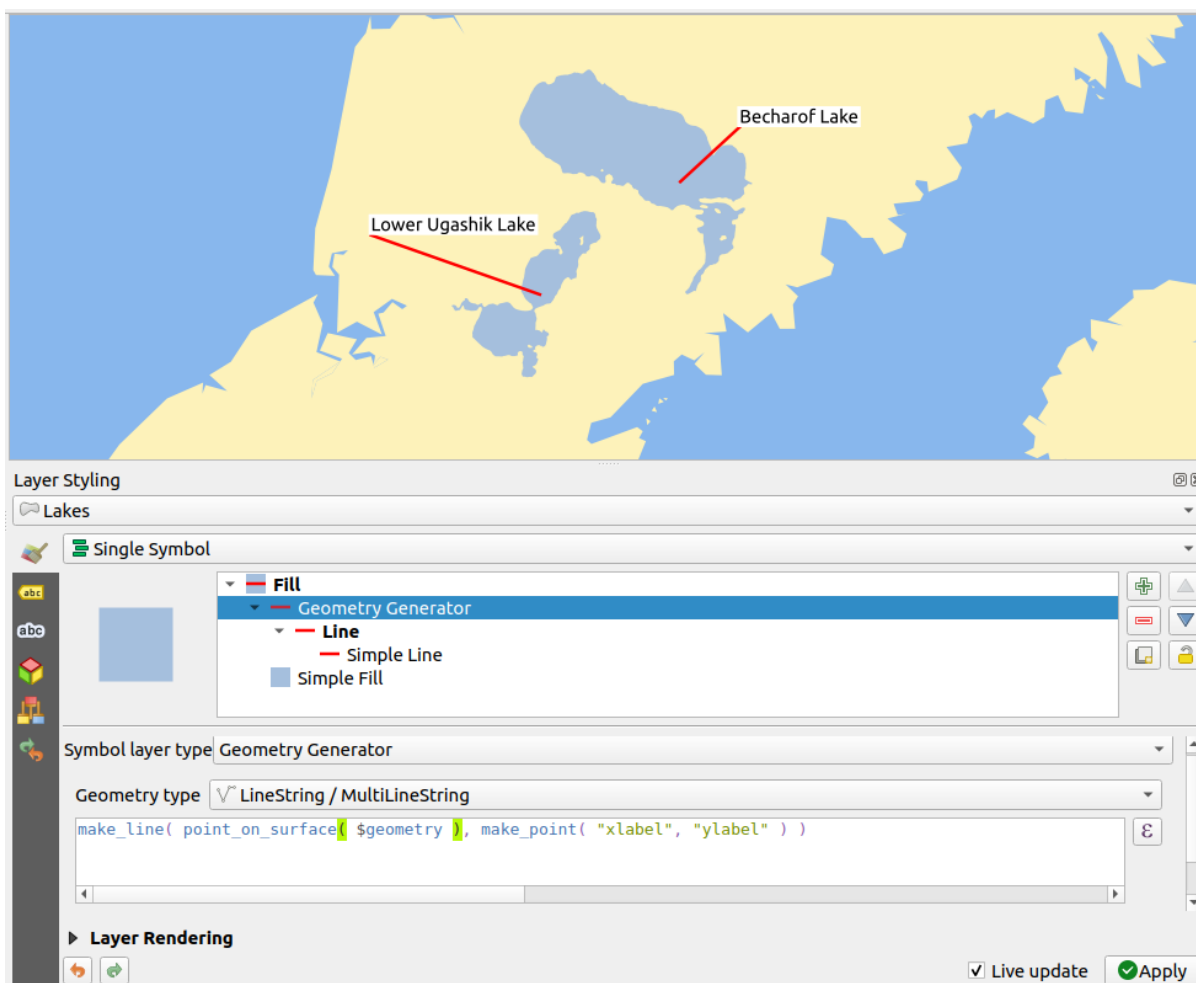 Becharof Lake
Lower Ugashik Lake
Layer Styling
Lakes
Single Symbol
abc
abc
Fill
Geometry Generator
Line
Simple Line
Simple Fill
Symbol layer type Geometry Generator
Geometry type LineString / MultiLineString
make_line( point_on_surface( $geometry ), make_point( "xlabel", "ylabel" ) )
ε
Layer Rendering
Live update Apply